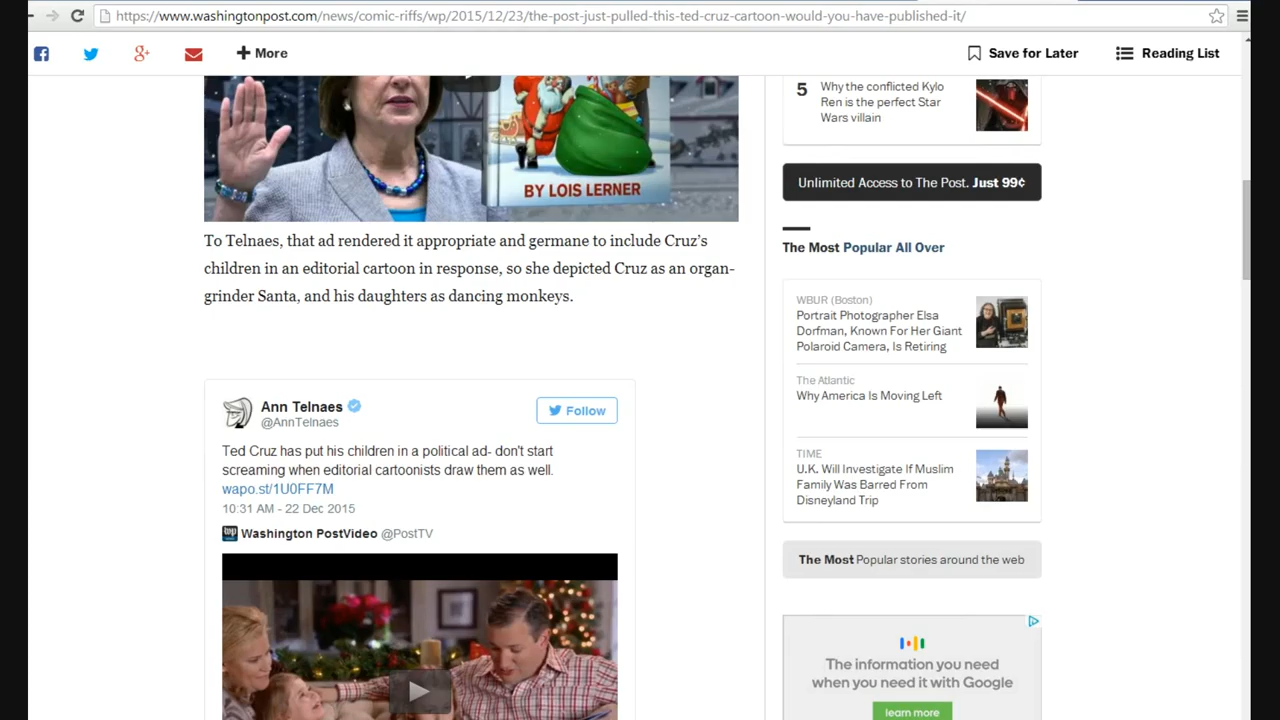 https://www.washingtonpost.com/news/comic-riffs/wp/2015/12/23/the-post-just-pulled-this-ted-cruz-cartoon-would-you-have-published-it/
+ More
Save for Later
Reading List
BY LOIS LERNER
To Telnaes, that ad rendered it appropriate and germane to include Cruz's
children in an editorial cartoon in response, so she depicted Cruz as an organ-
grinder Santa, and his daughters as dancing monkeys.
Ann Telnaes
@AnnTelnaes
Follow
Ted Cruz has put his children in a political ad- don't start
screaming when editorial cartoonists draw them as well.
wapo.st/1U0FF7M
10:31 AM - 22 Dec 2015
wp Washington PostVideo @PostTV
5 Why the conflicted Kylo
Ren is the perfect Star
Wars villain
Unlimited Access to The Post. Just 99¢
The Most Popular All Over
WBUR (Boston)
Portrait Photographer Elsa
Dorfman, Known For Her Giant
Polaroid Camera, Is Retiring
The Atlantic
Why America Is Moving Left
TIME
U.K. Will Investigate If Muslim
Family Was Barred From
Disneyland Trip
The Most Popular stories around the web
The information you need
when you need it with Google
learn more